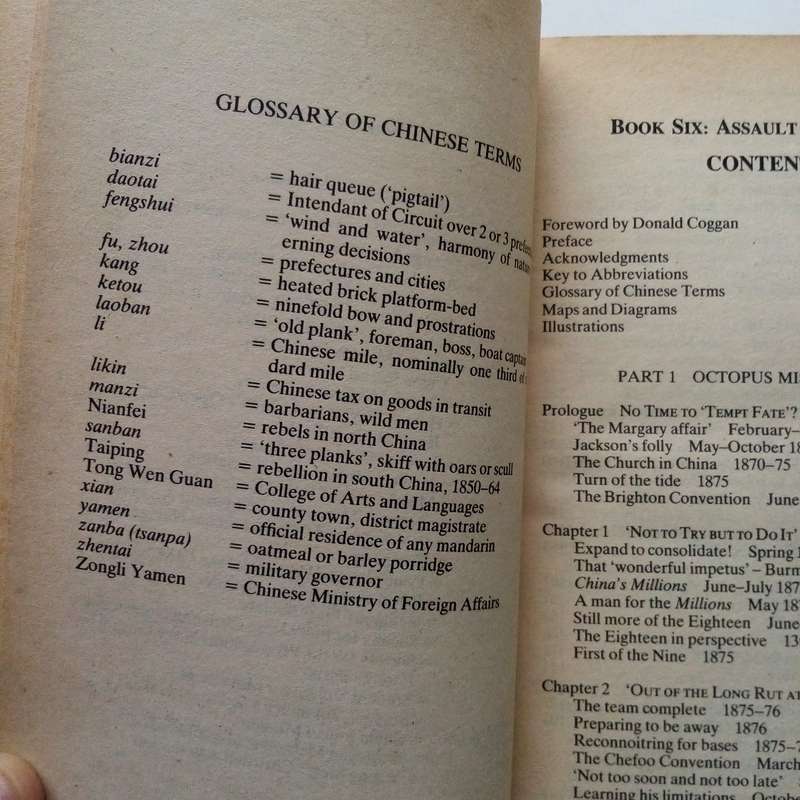 GLOSSARY OF CHINESE TERMS
bianzi = hair queue (‘pigtail’)
daotai = Intendant of Circuit over 2 or 3
fengshui = ‘wind and water’, harmony of
erning decisions
fu, zhou = prefectures and cities
kang = heated brick platform-bed
ketou = ninefold bow and prostrations
laoban = ‘old plank’, foreman, boss, boat captain
li = Chinese mile, nominally one third of
dard mile
likin = Chinese tax on goods in transit
manzi = barbarians, wild men
Nianfei = rebels in north China
sanban = ‘three planks’, skiff with oars or scull
Taiping = rebellion in south China, 1850–64
Tong Wen Guan = College of Arts and Languages
xian = county town, district magistrate
yamen = official residence of any mandarin
zanba (tsanpa) = oatmeal or barley porridge
zhentai = military governor
Zongli Yamen = Chinese Ministry of Foreign Affairs
BOOK SIX: ASSAULT
Foreword by Donald Coggan
Preface
Acknowledgments
Key to Abbreviations
Glossary of Chinese Terms
Maps and Diagrams
Illustrations
PART 1 OCTOPUS
Prologue NO TIME TO ‘TEMPT FATE’?
‘The Margary affair’ February–
Jackson's folly May–October
The Church in China 1870–75
Turn of the tide 1875
The Brighton Convention June
Chapter 1 ‘NOT TO TRY BUT TO DO IT’
Expand to consolidate! Spring
That ‘wonderful impetus’ –
China's Millions June–July
A man for the Millions May
Still more of the Eighteen June
The Eighteen in perspective
First of the Nine 1875
Chapter 2 ‘OUT OF THE LONG RUT AT
The team complete 1875–76
Preparing to be away 1876
Reconnoitring for bases 1875–
The Chefoo Convention March
‘Not too soon and not too late’
Learning his limitations